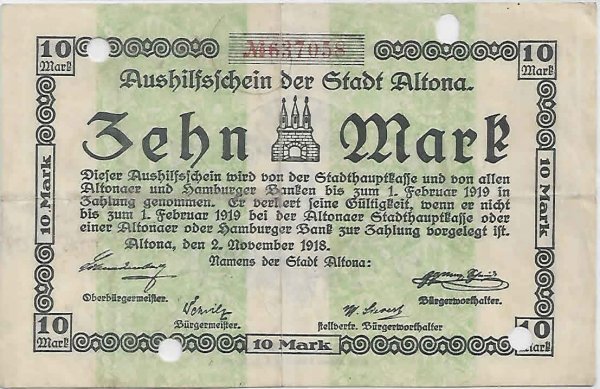 10 Mark
№637058
10 Mark
Aushilfsschein der Stadt Altona.
Zehn Mark
Dieser Aushilfsschein wird von der Stadthauptkasse und von allen
Altonaer und Hamburger Banken bis zum 1. Februar 1919 in
Zahlung genommen. Er verliert seine Gültigkeit, wenn er nicht
bis zum 1. Februar 1919 bei der Altonaer Stadthauptkasse oder
einer Altonaer oder Hamburger Bank zur Zahlung vorgelegt ist.
Altona, den 2. November 1918.
Namens der Stadt Altona:
Oberbürgermeister.
Bürgermeister.
stellvertr. Bürgerworthalter.
Bürgerworthalter.
10 Mark
10 Mark
10 Mark
10 Mark
10 Mark